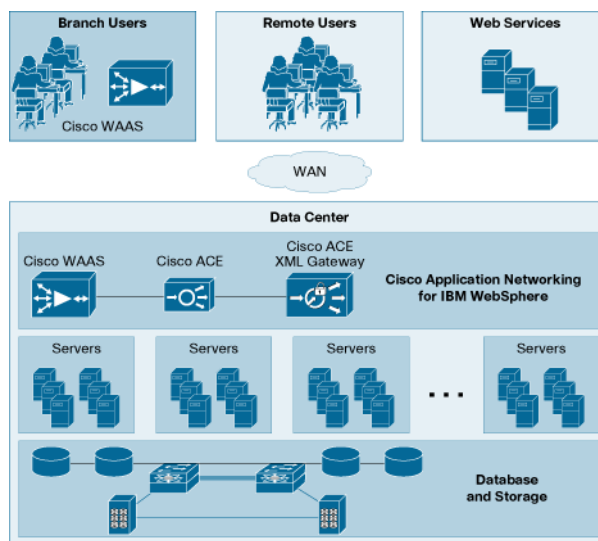 Branch Users
Cisco WAAS
Remote Users
Web Services
WAN
Data Center
Cisco WAAS
Cisco ACE
Cisco ACE
XML Gateway
Cisco Application Networking
for IBM WebSphere
Servers
Servers
Servers
...
Servers
Database
and Storage